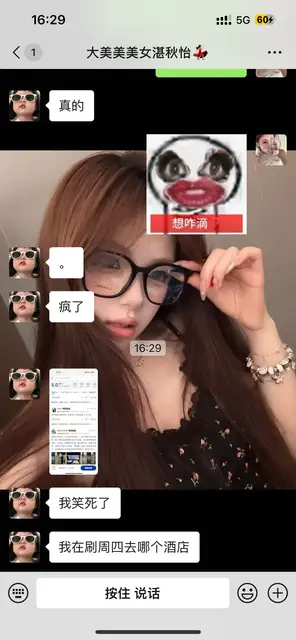 16:29
5G
60
1
大美美美女湛秋怡
真的
想咋滴
。
疯了
16:29
5.0
我笑死了
我在刷周四去哪个酒店
按住 说话